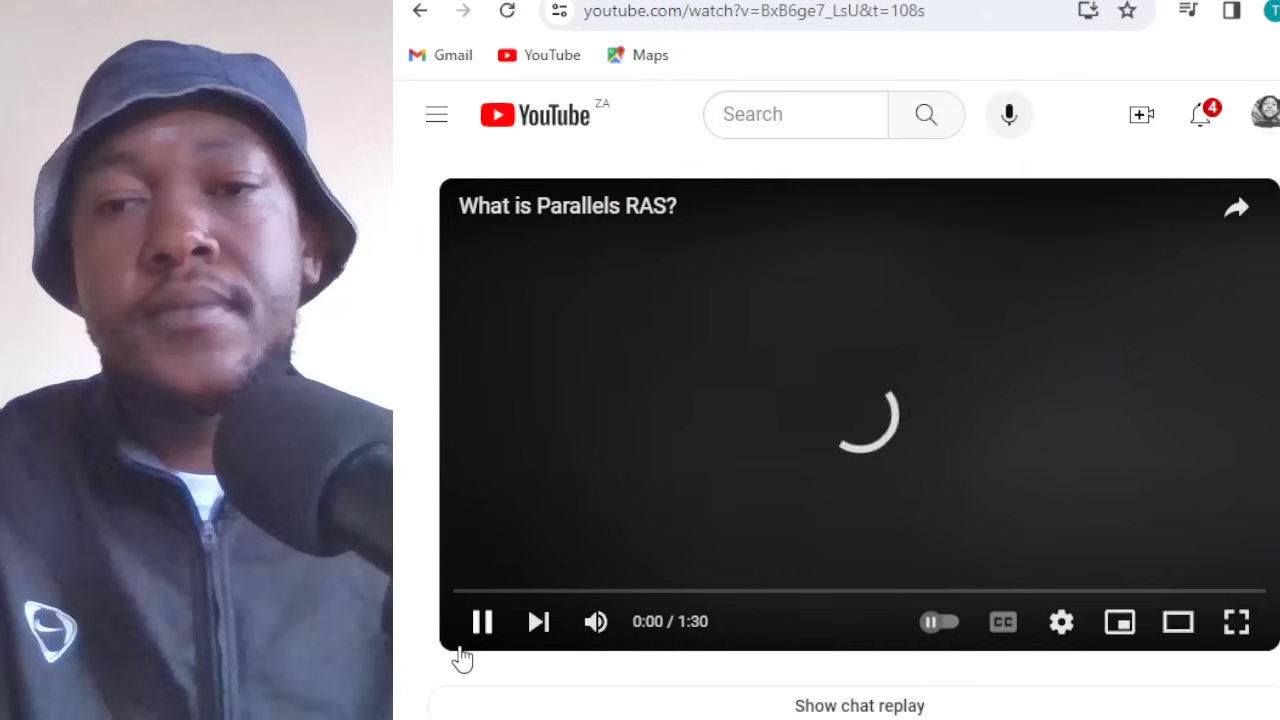 youtube.com/watch?v=BxB6ge7_LsU&t=108s
T
Gmail YouTube Maps
YouTube ZA
Search
4
What is Parallels RAS?
0:00 / 1:30
CC
Show chat replay